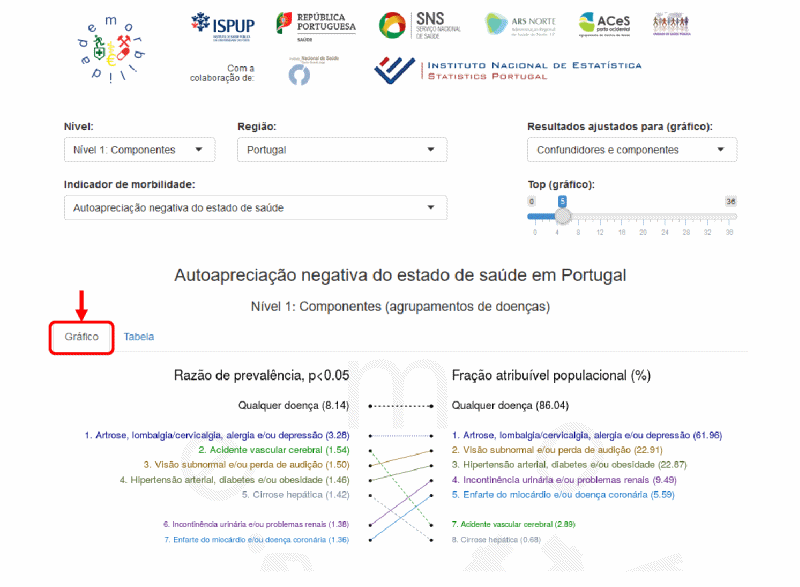 demorbilidade
ISPUP
REPÚBLICA
PORTUGUESA
SAÚDE
SNS
SERVIÇO NACIONAL
DE SAÚDE
ARS NORTE
ACeS
porto ocidental
Com a
colaboração de:
INSTITUTO NACIONAL DE ESTATÍSTICA
STATISTICS PORTUGAL
Nível:
Região:
Resultados ajustados para (gráfico):
Nível 1: Componentes
Portugal
Confundidores e componentes
Indicador de morbilidade:
Top (gráfico):
Autoapreciação negativa do estado de saúde
0 5 36
0 4 8 12 16 20 24 28 32 36
Autoapreciação negativa do estado de saúde em Portugal
Nível 1: Componentes (agrupamentos de doenças)
Gráfico
Tabela
Razão de prevalência, p<0.05
Fração atribuível populacional (%)
Qualquer doença (8.14)
Qualquer doença (86.04)
1. Artrose, lombalgia/cervicalgia, alergia e/ou depressão (3.28)
1. Artrose, lombalgia/cervicalgia, alergia e/ou depressão (61.96)
2. Acidente vascular cerebral (1.54)
2. Visão subnormal e/ou perda de audição (22.91)
3. Visão subnormal e/ou perda de audição (1.50)
3. Hipertensão arterial, diabetes e/ou obesidade (22.87)
4. Hipertensão arterial, diabetes e/ou obesidade (1.46)
4. Incontinência urinária e/ou problemas renais (9.49)
5. Cirrose hepática (1.42)
5. Enfarte do miocárdio e/ou doença coronária (5.59)
6. Incontinência urinária e/ou problemas renais (1.38)
7. Acidente vascular cerebral (2.89)
7. Enfarte do miocárdio e/ou doença coronária (1.36)
8. Cirrose hepática (0.68)